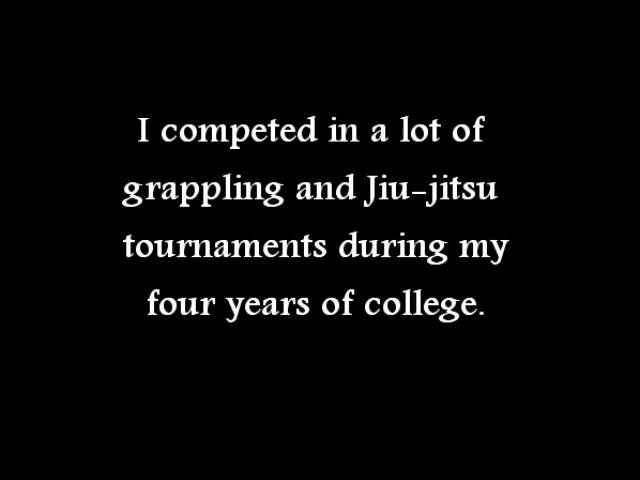 I competed in a lot of
grappling and Jiu-jitsu
tournaments during my
four years of college.